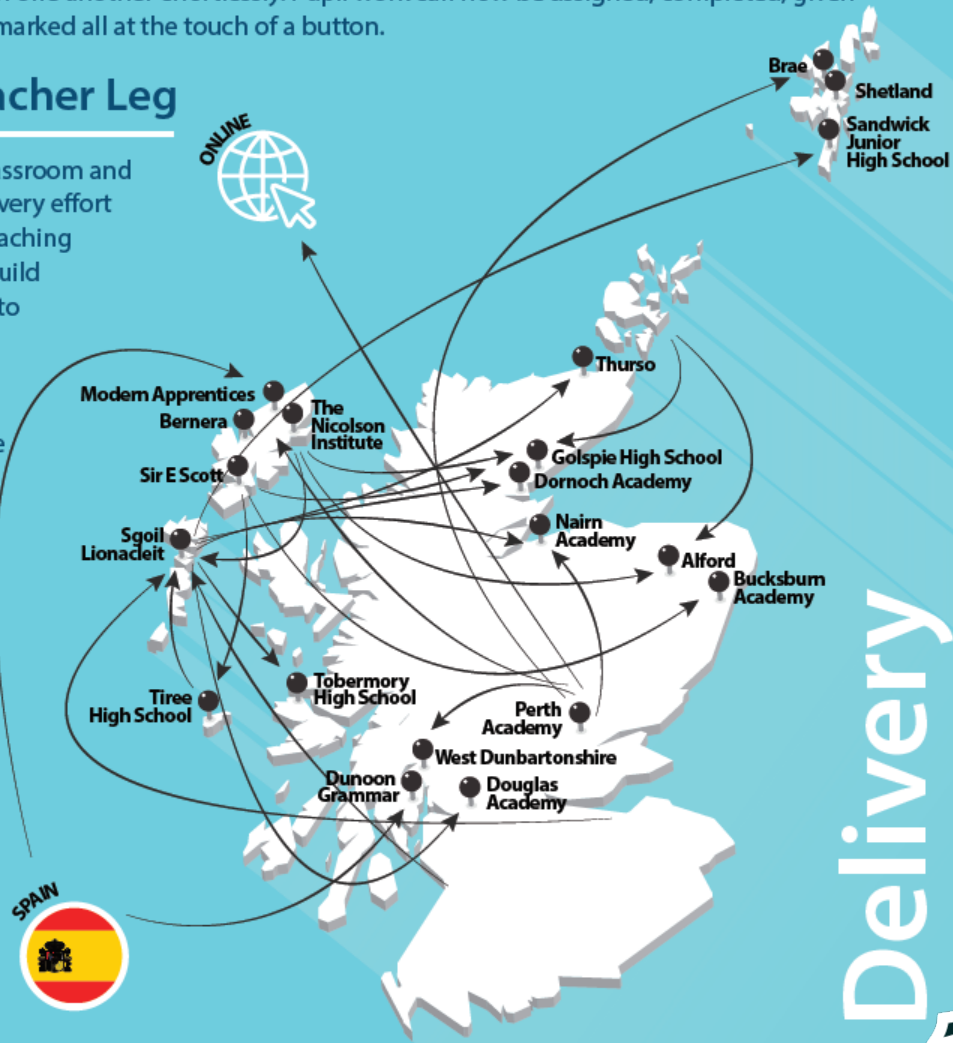 marked all at the touch of a button.
acher Leg
assroom and
very effort
aching
uild
to
e
ONLINE
Brae
Shetland
Sandwick
Junior
High School
Thurso
Modern Apprentices
Bernera
The
Nicolson
Institute
Sir E Scott
Golspie High School
Dornoch Academy
Sgoil
Lionacleit
Nairn
Academy
Alford
Bucksburn
Academy
Tobermory
High School
Tiree
High School
Perth
Academy
West Dunbartonshire
Dunoon
Grammar
Douglas
Academy
SPAIN
Delivery